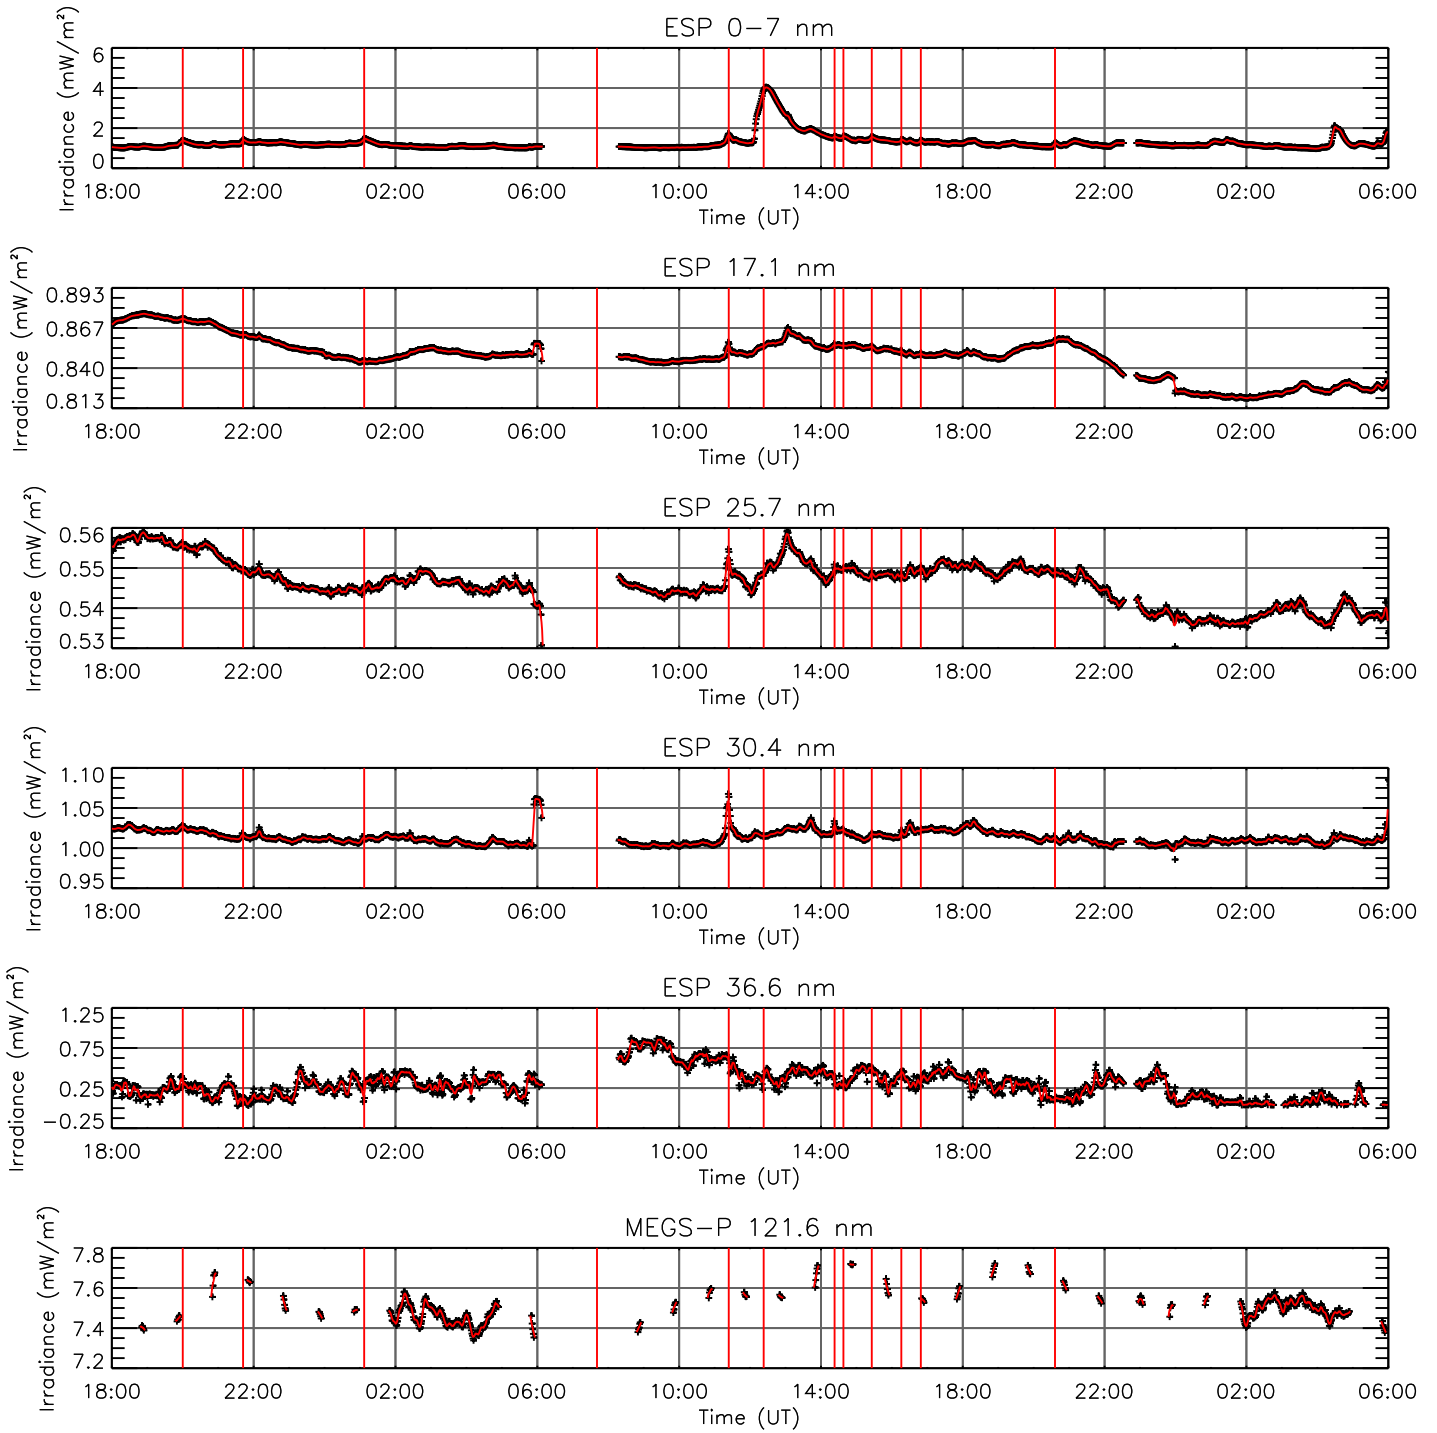 ESP 0-7 nm
Irradiance (mW/m²)
6
4
2
0
18:00 22:00 02:00 06:00 10:00 14:00 18:00 22:00 02:00 06:00
Time (UT)
ESP 17.1 nm
Irradiance (mW/m²)
0.893
0.867
0.840
0.813
18:00 22:00 02:00 06:00 10:00 14:00 18:00 22:00 02:00 06:00
Time (UT)
ESP 25.7 nm
Irradiance (mW/m²)
0.56
0.55
0.54
0.53
18:00 22:00 02:00 06:00 10:00 14:00 18:00 22:00 02:00 06:00
Time (UT)
ESP 30.4 nm
Irradiance (mW/m²)
1.10
1.05
1.00
0.95
18:00 22:00 02:00 06:00 10:00 14:00 18:00 22:00 02:00 06:00
Time (UT)
ESP 36.6 nm
Irradiance (mW/m²)
1.25
0.75
0.25
-0.25
18:00 22:00 02:00 06:00 10:00 14:00 18:00 22:00 02:00 06:00
Time (UT)
MEGS-P 121.6 nm
Irradiance (mW/m²)
7.8
7.6
7.4
7.2
18:00 22:00 02:00 06:00 10:00 14:00 18:00 22:00 02:00 06:00
Time (UT)